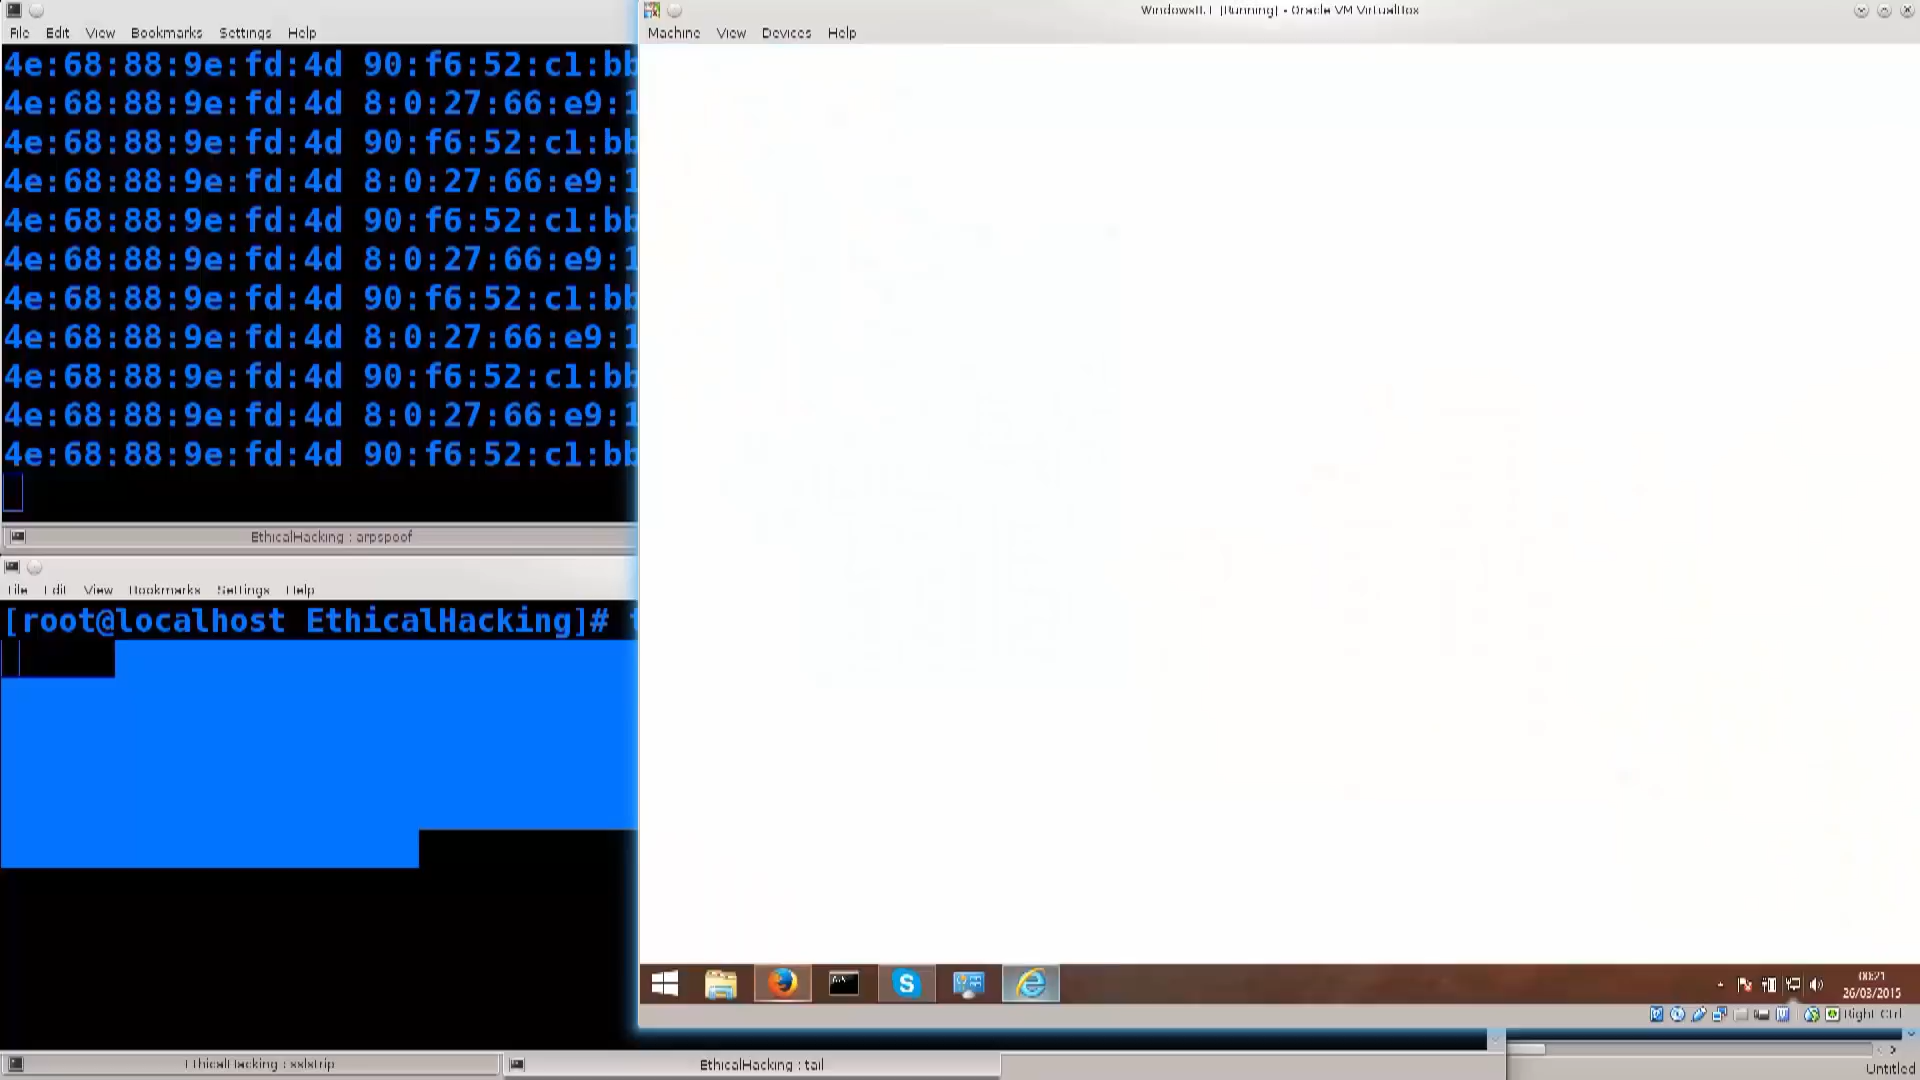 File Edit View Bookmarks Settings Help
4e:68:88:9e:fd:4d 90:f6:52:c1:bb
4e:68:88:9e:fd:4d 8:0:27:66:e9:1
4e:68:88:9e:fd:4d 90:f6:52:c1:bb
4e:68:88:9e:fd:4d 8:0:27:66:e9:1
4e:68:88:9e:fd:4d 90:f6:52:c1:bb
4e:68:88:9e:fd:4d 8:0:27:66:e9:1
4e:68:88:9e:fd:4d 90:f6:52:c1:bb
4e:68:88:9e:fd:4d 8:0:27:66:e9:1
4e:68:88:9e:fd:4d 90:f6:52:c1:bb
4e:68:88:9e:fd:4d 8:0:27:66:e9:1
4e:68:88:9e:fd:4d 90:f6:52:c1:bb
EthicalHacking : arpspoof
File Edit View Bookmarks Settings Help
[root@localhost EthicalHacking]# t
EthicalHacking : sslstrip
EthicalHacking : tail
Windows8.1 [Running] - Oracle VM VirtualBox
Machine View Devices Help
00:21
26/03/2015
Right Ctrl
Untitled